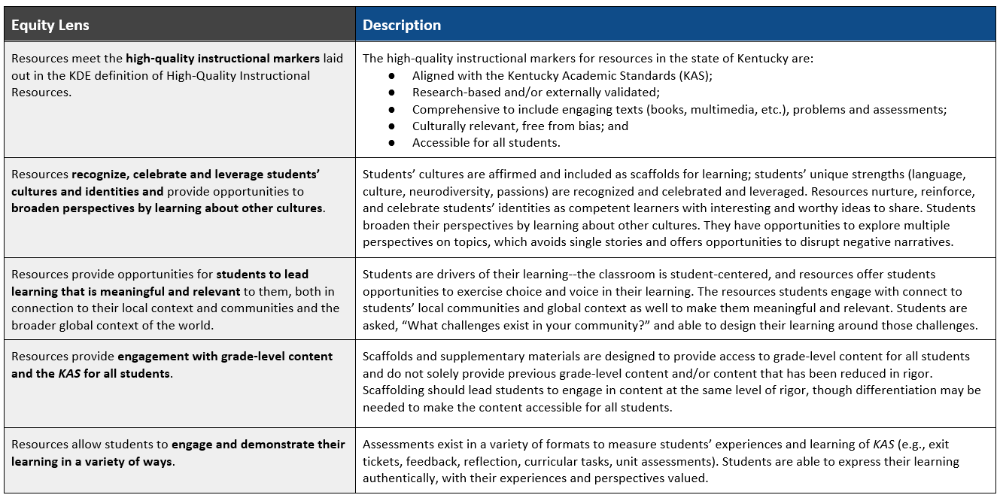 Equity Lens
Description
Resources meet the high-quality instructional markers laid
out in the KDE definition of High-Quality Instructional
Resources.
The high-quality instructional markers for resources in the state of Kentucky are:
● Aligned with the Kentucky Academic Standards (KAS);
● Research-based and/or externally validated;
● Comprehensive to include engaging texts (books, multimedia, etc.), problems and assessments;
● Culturally relevant, free from bias; and
● Accessible for all students.
Resources recognize, celebrate and leverage students’
cultures and identities and provide opportunities to
broaden perspectives by learning about other cultures.
Students’ cultures are affirmed and included as scaffolds for learning; students’ unique strengths (language,
culture, neurodiversity, passions) are recognized and celebrated and leveraged. Resources nurture, reinforce,
and celebrate students’ identities as competent learners with interesting and worthy ideas to share. Students
broaden their perspectives by learning about other cultures. They have opportunities to explore multiple
perspectives on topics, which avoids single stories and offers opportunities to disrupt negative narratives.
Resources provide opportunities for students to lead
learning that is meaningful and relevant to them, both in
connection to their local context and communities and the
broader global context of the world.
Students are drivers of their learning--the classroom is student-centered, and resources offer students
opportunities to exercise choice and voice in their learning. The resources students engage with connect to
students’ local communities and global context as well to make them meaningful and relevant. Students are
asked, “What challenges exist in your community?” and able to design their learning around those challenges.
Resources provide engagement with grade-level content
and the KAS for all students.
Scaffolds and supplementary materials are designed to provide access to grade-level content for all students
and do not solely provide previous grade-level content and/or content that has been reduced in rigor.
Scaffolding should lead students to engage in content at the same level of rigor, though differentiation may be
needed to make the content accessible for all students.
Resources allow students to engage and demonstrate their
learning in a variety of ways.
Assessments exist in a variety of formats to measure students’ experiences and learning of KAS (e.g., exit
tickets, feedback, reflection, curricular tasks, unit assessments). Students are able to express their learning
authentically, with their experiences and perspectives valued.